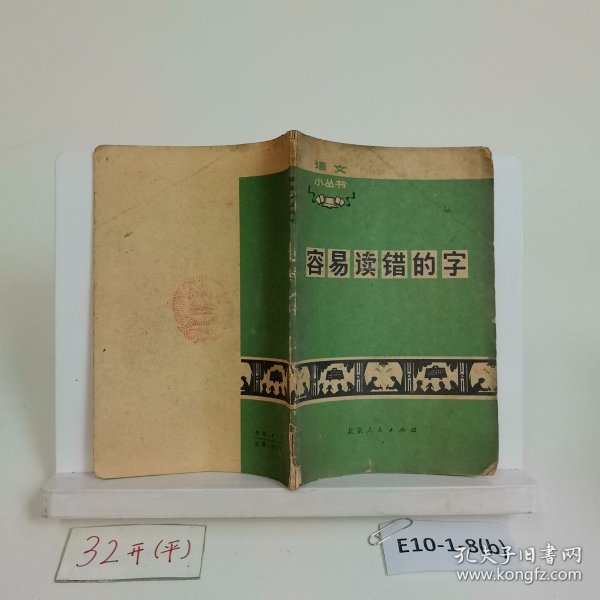 语文
小丛书
容易读错的字
北京人民出版社
32开(平)
E10-1-8(b)
孔夫子旧书网
www.kongfz.com